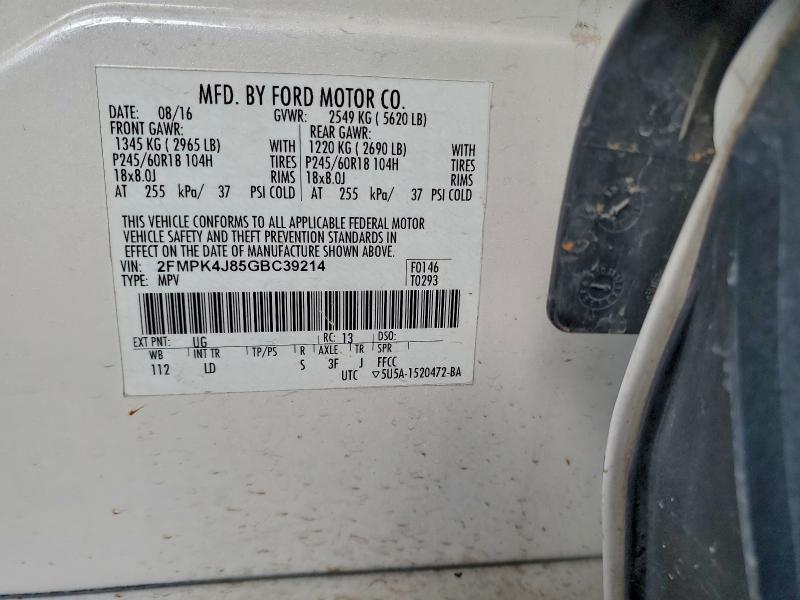 MFD. BY FORD MOTOR CO.
DATE: 08/16 GVWR: 2549 KG ( 5620 LB)
FRONT GAWR: REAR GAWR:
1345 KG ( 2965 LB) WITH 1220 KG ( 2690 LB) WITH
P245/60R18 104H TIRES P245/60R18 104H TIRES
18x8.0J RIMS 18x8.0J RIMS
AT 255 kPa/ 37 PSI COLD AT 255 kPa/ 37 PSI COLD
THIS VEHICLE CONFORMS TO ALL APPLICABLE FEDERAL MOTOR
VEHICLE SAFETY AND THEFT PREVENTION STANDARDS IN
EFFECT ON THE DATE OF MANUFACTURE SHOWN ABOVE.
VIN: 2FMPK4J85GBC39214 F0146
TYPE: MPV T0293
EXT PNT: UG RC: 13 DSO:
WB INT TR TP/PS R AXLE TR SPR
112 LD S 3F J FFCC
UTC ▽5U5A-1520472-BA